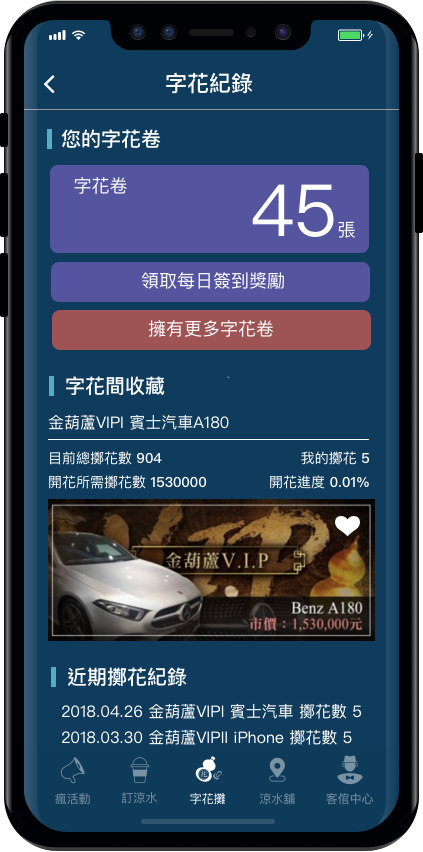 字花紀錄
您的字花卷
字花卷
45 張
領取每日簽到獎勵
擁有更多字花卷
字花間收藏
金葫蘆VIPI 賓士汽車A180
目前總擲花數 904 我的擲花 5
開花所需擲花數 1530000 開花進度 0.01%
金葫蘆V.I.P
Benz A180
市價：1,530,000元
近期擲花紀錄
2018.04.26 金葫蘆VIPI 賓士汽車 擲花數 5
2018.03.30 金葫蘆VIPII iPhone 擲花數 5
瘋活動 訂涼水 字花攤 涼水舖 客倌中心